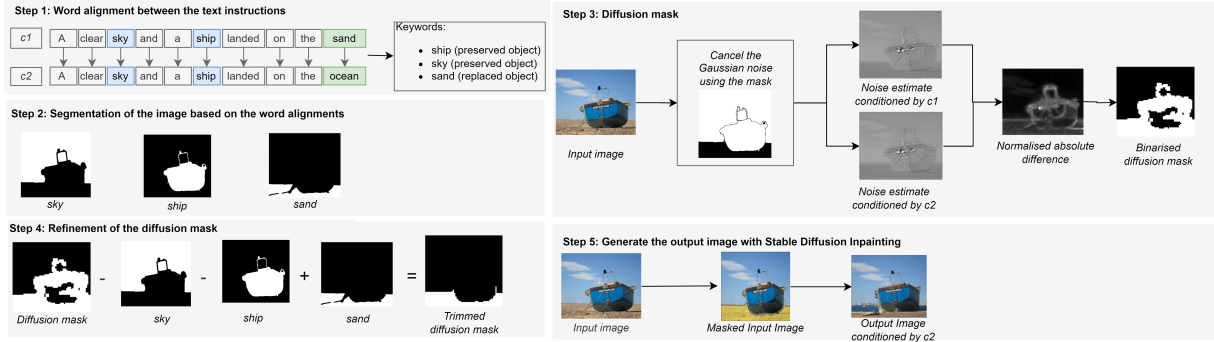 Step 1: Word alignment between the text instructions
c1 A clear sky and a ship landed on the sand
c2 A clear sky and a ship landed on the ocean
Keywords:
• ship (preserved object)
• sky (preserved object)
• sand (replaced object)
Step 2: Segmentation of the image based on the word alignments
sky
ship
sand
Step 3: Diffusion mask
Input image
Cancel the
Gaussian noise
using the mask
Noise estimate
conditioned by c1
Noise estimate
conditioned by c2
Normalised absolute
difference
Binarised
diffusion mask
Step 4: Refinement of the diffusion mask
- - + =
Diffusion mask
sky
ship
sand
Trimmed
diffusion mask
Step 5: Generate the output image with Stable Diffusion Inpainting
Input image
Masked Input Image
Output Image
conditioned by c2